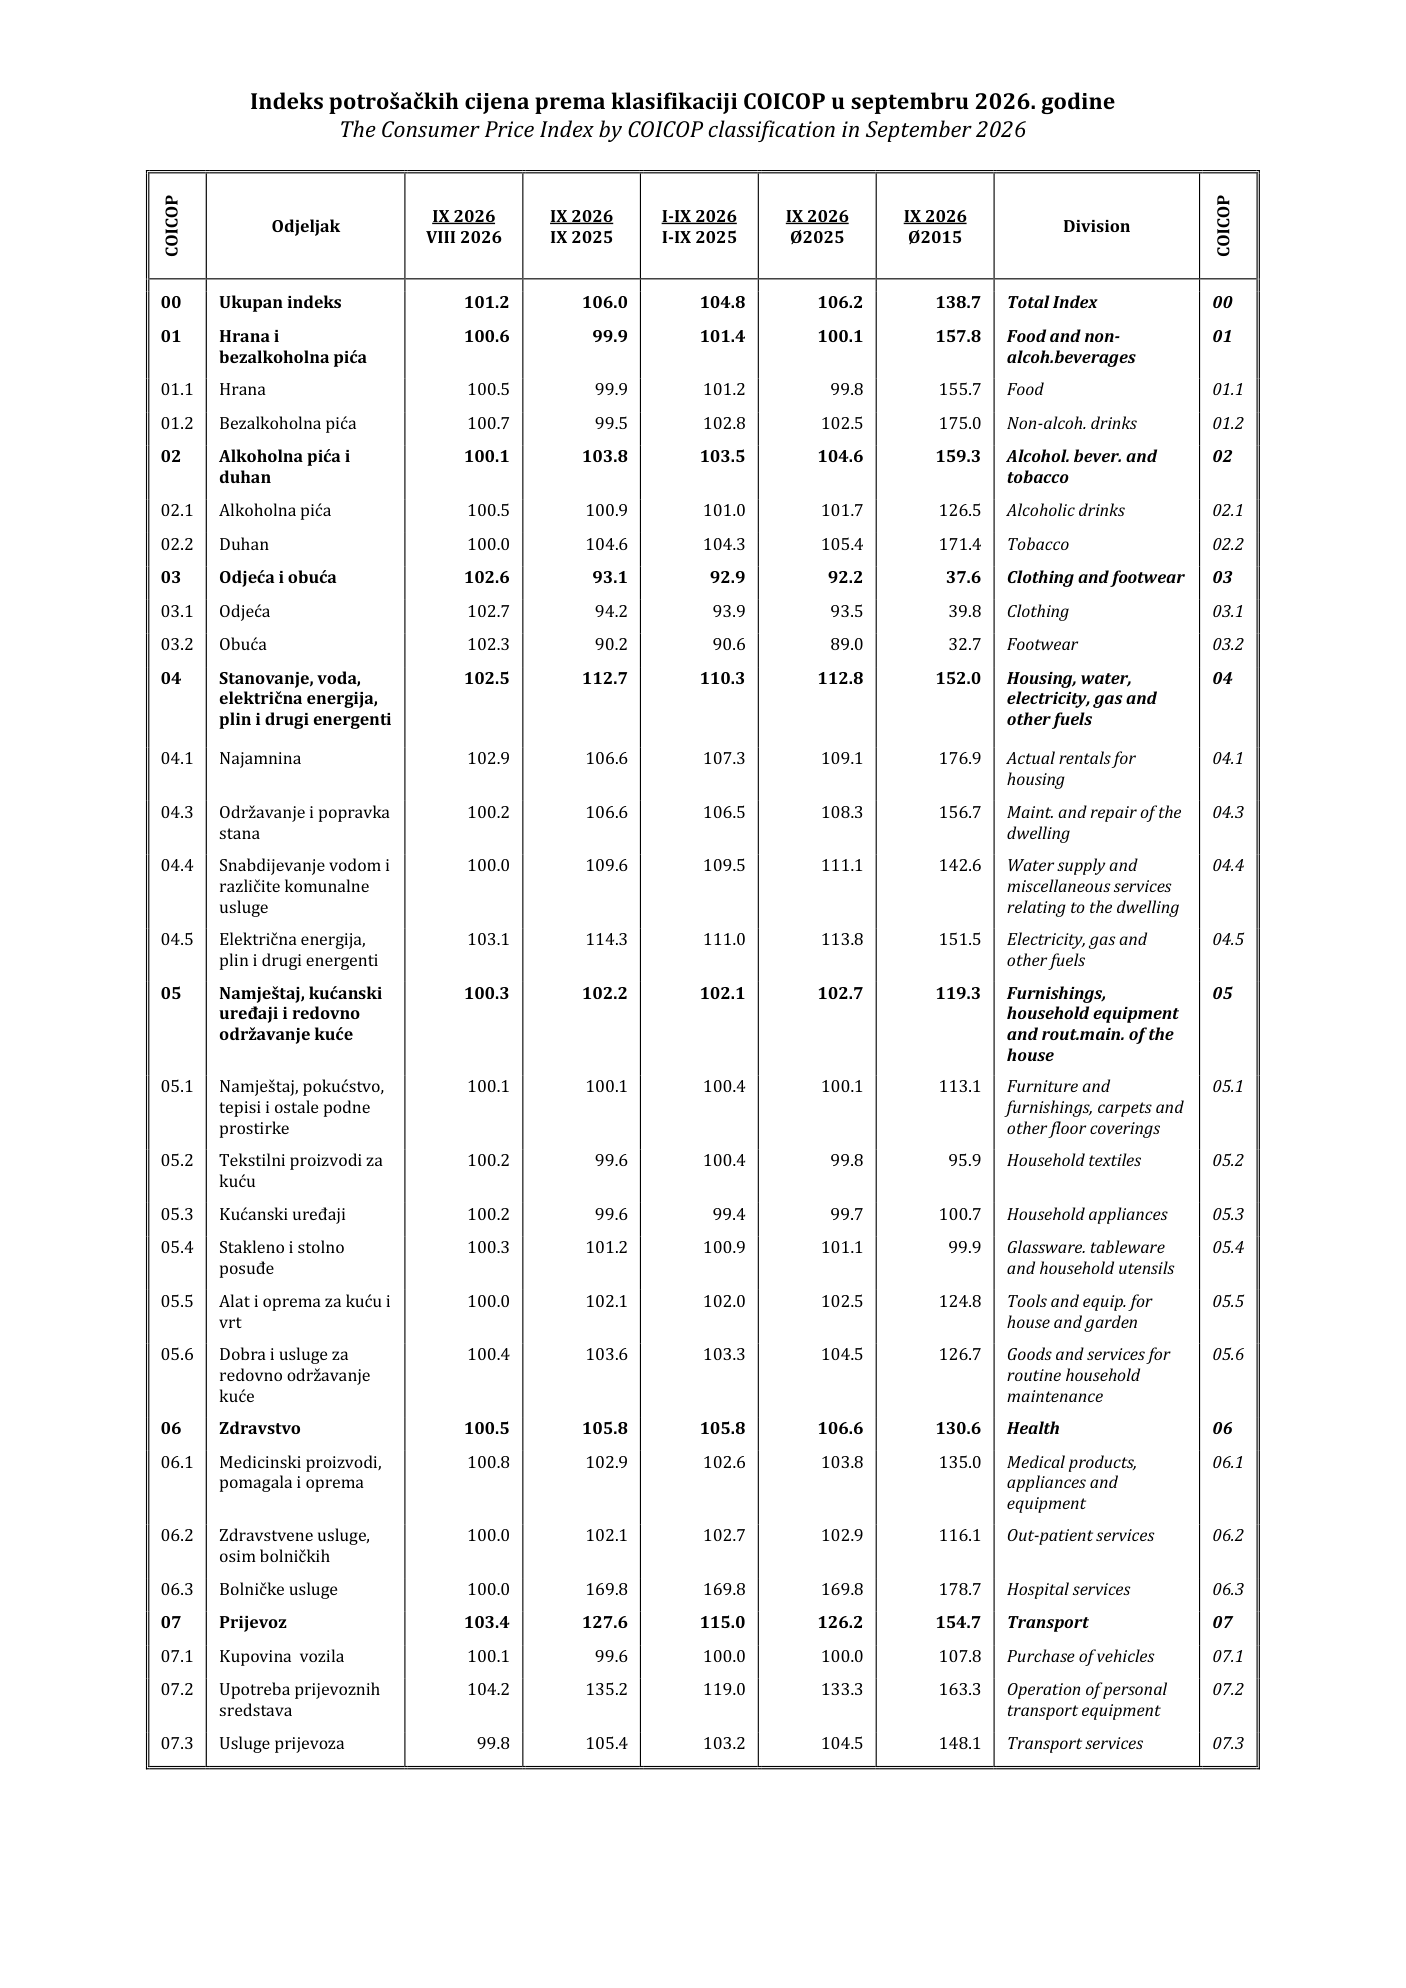 Indeks potrošačkih cijena prema klasifikaciji COICOP u septembru 2026. godine
The Consumer Price Index by COICOP classification in September 2026
COICOP Odjeljak IX 2026 IX 2026 I-IX 2026 IX 2026 IX 2026 Division COICOP
VIII 2026 IX 2025 I-IX 2025 Ø2025 Ø2015
00 Ukupan indeks 101.2 106.0 104.8 106.2 138.7 Total Index 00
01 Hrana i 100.6 99.9 101.4 100.1 157.8 Food and non- 01
bezalkoholna pića alcoh.beverages
01.1 Hrana 100.5 99.9 101.2 99.8 155.7 Food 01.1
01.2 Bezalkoholna pića 100.7 99.5 102.8 102.5 175.0 Non-alcoh. drinks 01.2
02 Alkoholna pića i 100.1 103.8 103.5 104.6 159.3 Alcohol. bever. and 02
duhan tobacco
02.1 Alkoholna pića 100.5 100.9 101.0 101.7 126.5 Alcoholic drinks 02.1
02.2 Duhan 100.0 104.6 104.3 105.4 171.4 Tobacco 02.2
03 Odjeća i obuća 102.6 93.1 92.9 92.2 37.6 Clothing and footwear 03
03.1 Odjeća 102.7 94.2 93.9 93.5 39.8 Clothing 03.1
03.2 Obuća 102.3 90.2 90.6 89.0 32.7 Footwear 03.2
04 Stanovanje, voda, 102.5 112.7 110.3 112.8 152.0 Housing, water, 04
električna energija, electricity, gas and
plin i drugi energenti other fuels
04.1 Najamnina 102.9 106.6 107.3 109.1 176.9 Actual rentals for 04.1
housing
04.3 Održavanje i popravka 100.2 106.6 106.5 108.3 156.7 Maint. and repair of the 04.3
stana dwelling
04.4 Snabdijevanje vodom i 100.0 109.6 109.5 111.1 142.6 Water supply and 04.4
različite komunalne miscellaneous services
usluge relating to the dwelling
04.5 Električna energija, 103.1 114.3 111.0 113.8 151.5 Electricity, gas and 04.5
plin i drugi energenti other fuels
05 Namještaj, kućanski 100.3 102.2 102.1 102.7 119.3 Furnishings, 05
uređaji i redovno household equipment
održavanje kuće and rout.main. of the
house
05.1 Namještaj, pokućstvo, 100.1 100.1 100.4 100.1 113.1 Furniture and 05.1
tepisi i ostale podne furnishings, carpets and
prostirke other floor coverings
05.2 Tekstilni proizvodi za 100.2 99.6 100.4 99.8 95.9 Household textiles 05.2
kuću
05.3 Kućanski uređaji 100.2 99.6 99.4 99.7 100.7 Household appliances 05.3
05.4 Stakleno i stolno 100.3 101.2 100.9 101.1 99.9 Glassware. tableware 05.4
posuđe and household utensils
05.5 Alat i oprema za kuću i 100.0 102.1 102.0 102.5 124.8 Tools and equip. for 05.5
vrt house and garden
05.6 Dobra i usluge za 100.4 103.6 103.3 104.5 126.7 Goods and services for 05.6
redovno održavanje routine household
kuće maintenance
06 Zdravstvo 100.5 105.8 105.8 106.6 130.6 Health 06
06.1 Medicinski proizvodi, 100.8 102.9 102.6 103.8 135.0 Medical products, 06.1
pomagala i oprema appliances and
equipment
06.2 Zdravstvene usluge, 100.0 102.1 102.7 102.9 116.1 Out-patient services 06.2
osim bolničkih
06.3 Bolničke usluge 100.0 169.8 169.8 169.8 178.7 Hospital services 06.3
07 Prijevoz 103.4 127.6 115.0 126.2 154.7 Transport 07
07.1 Kupovina  vozila 100.1 99.6 100.0 100.0 107.8 Purchase of vehicles 07.1
07.2 Upotreba prijevoznih 104.2 135.2 119.0 133.3 163.3 Operation of personal 07.2
sredstava transport equipment
07.3 Usluge prijevoza 99.8 105.4 103.2 104.5 148.1 Transport services 07.3